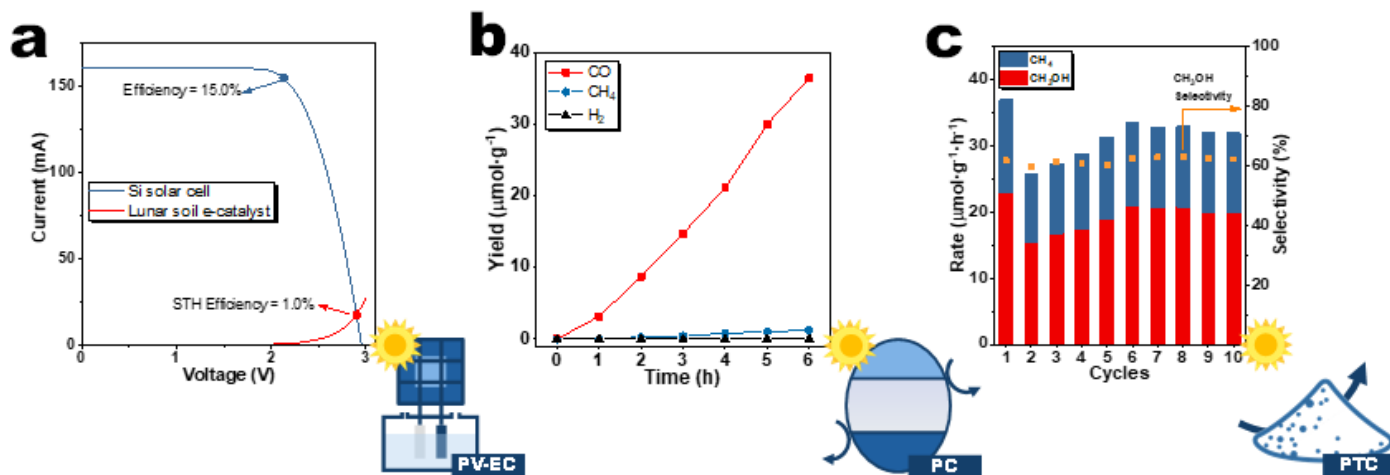 a
Current (mA)
150
100
50
0
Efficiency = 15.0%
Si solar cell
Lunar soil e-catalyst
STH Efficiency = 1.0%
0 1 2 3
Voltage (V)
PV-EC
b
Yield (μmol·g⁻¹)
40
30
20
10
0
CO
CH₄
H₂
0 1 2 3 4 5 6
Time (h)
PC
c
Rate (μmol·g⁻¹·h⁻¹)
40
30
20
10
0
CH₄
CH₃OH
CH₃OH
Selectivity
100
80
60
40
20
Selectivity (%)
1 2 3 4 5 6 7 8 9 10
Cycles
PTC